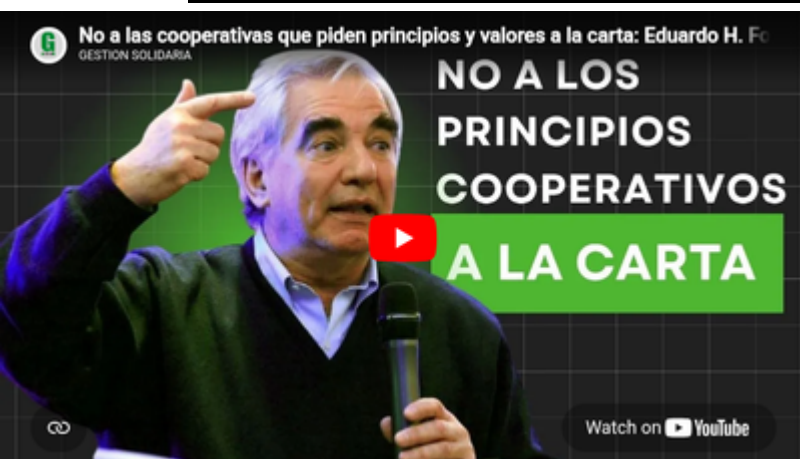 No a las cooperativas que piden principios y valores a la carta: Eduardo H. Fo
GESTION SOLIDARIA
G
NO A LOS
PRINCIPIOS
COOPERATIVOS
A LA CARTA
Watch on YouTube